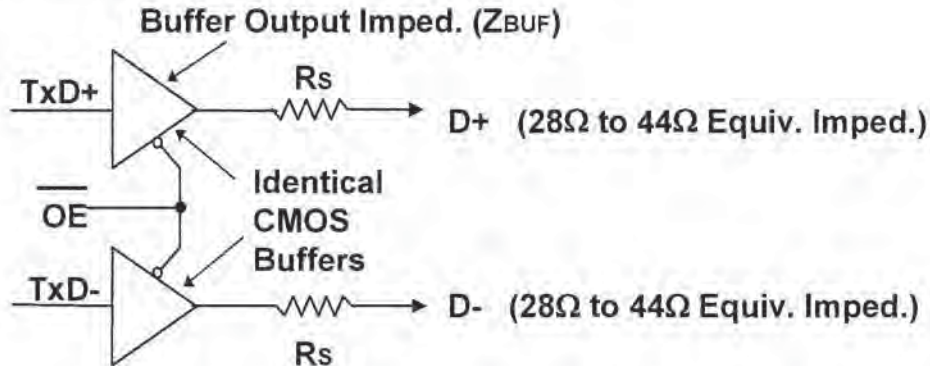 Buffer Output Imped. (ZBUF)
TxD+
Rs
D+ (28Ω to 44Ω Equiv. Imped.)
Identical
CMOS
Buffers
OE
TxD-
D- (28Ω to 44Ω Equiv. Imped.)
Rs